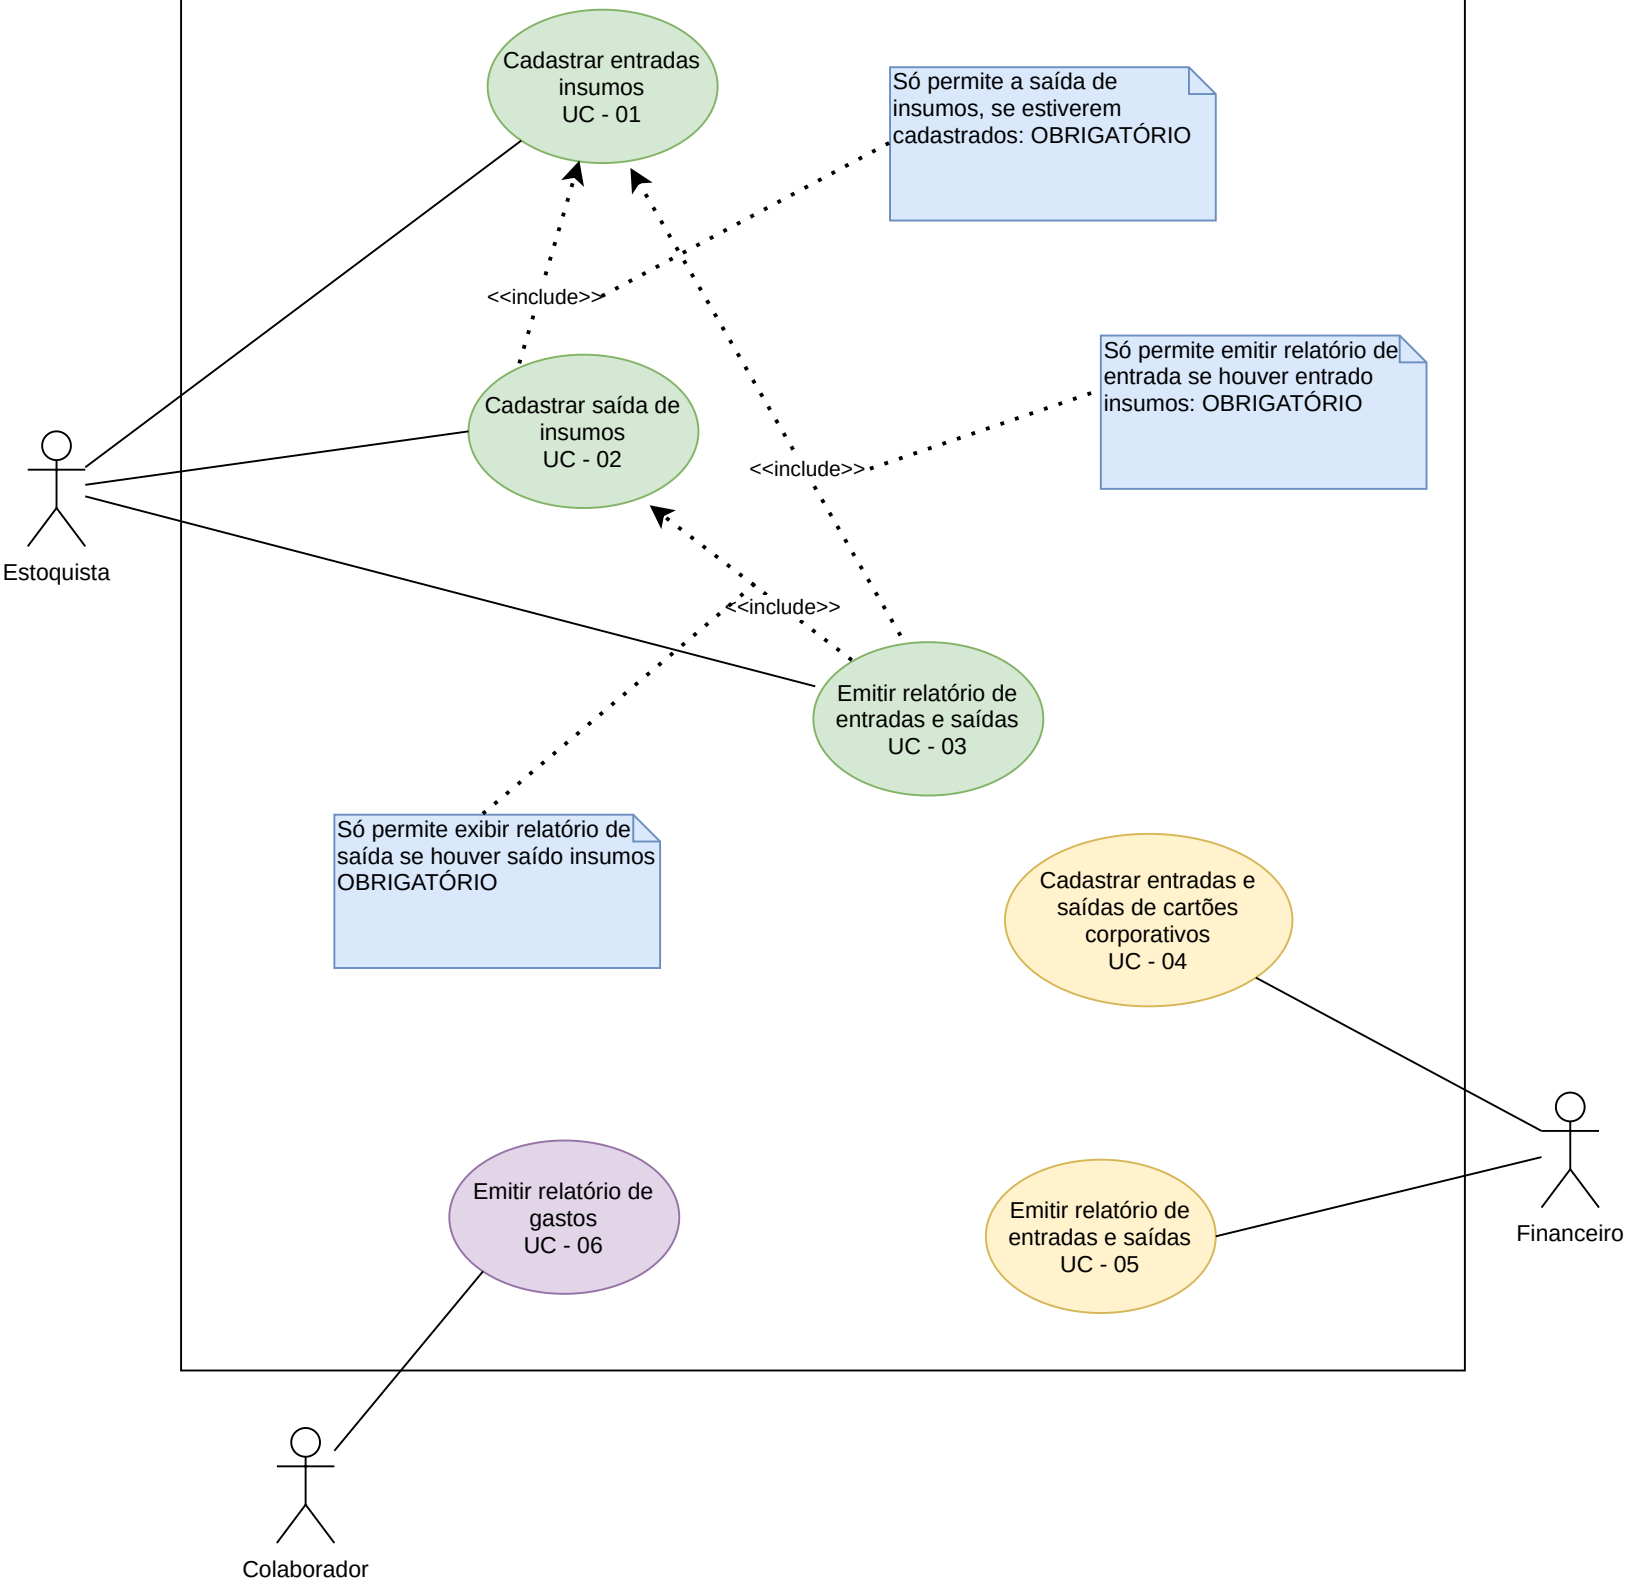 Cadastrar entradas
insumos
UC - 01
Só permite a saída de
insumos, se estiverem
cadastrados: OBRIGATÓRIO
<<include>>
Só permite emitir relatório de
entrada se houver entrado
insumos: OBRIGATÓRIO
Cadastrar saída de
insumos
UC - 02
<<include>>
Estoquista
<<include>>
Emitir relatório de
entradas e saídas
UC - 03
Só permite exibir relatório de
saída se houver saído insumos
OBRIGATÓRIO
Cadastrar entradas e
saídas de cartões
corporativos
UC - 04
Emitir relatório de
gastos
UC - 06
Emitir relatório de
entradas e saídas
UC - 05
Financeiro
Colaborador